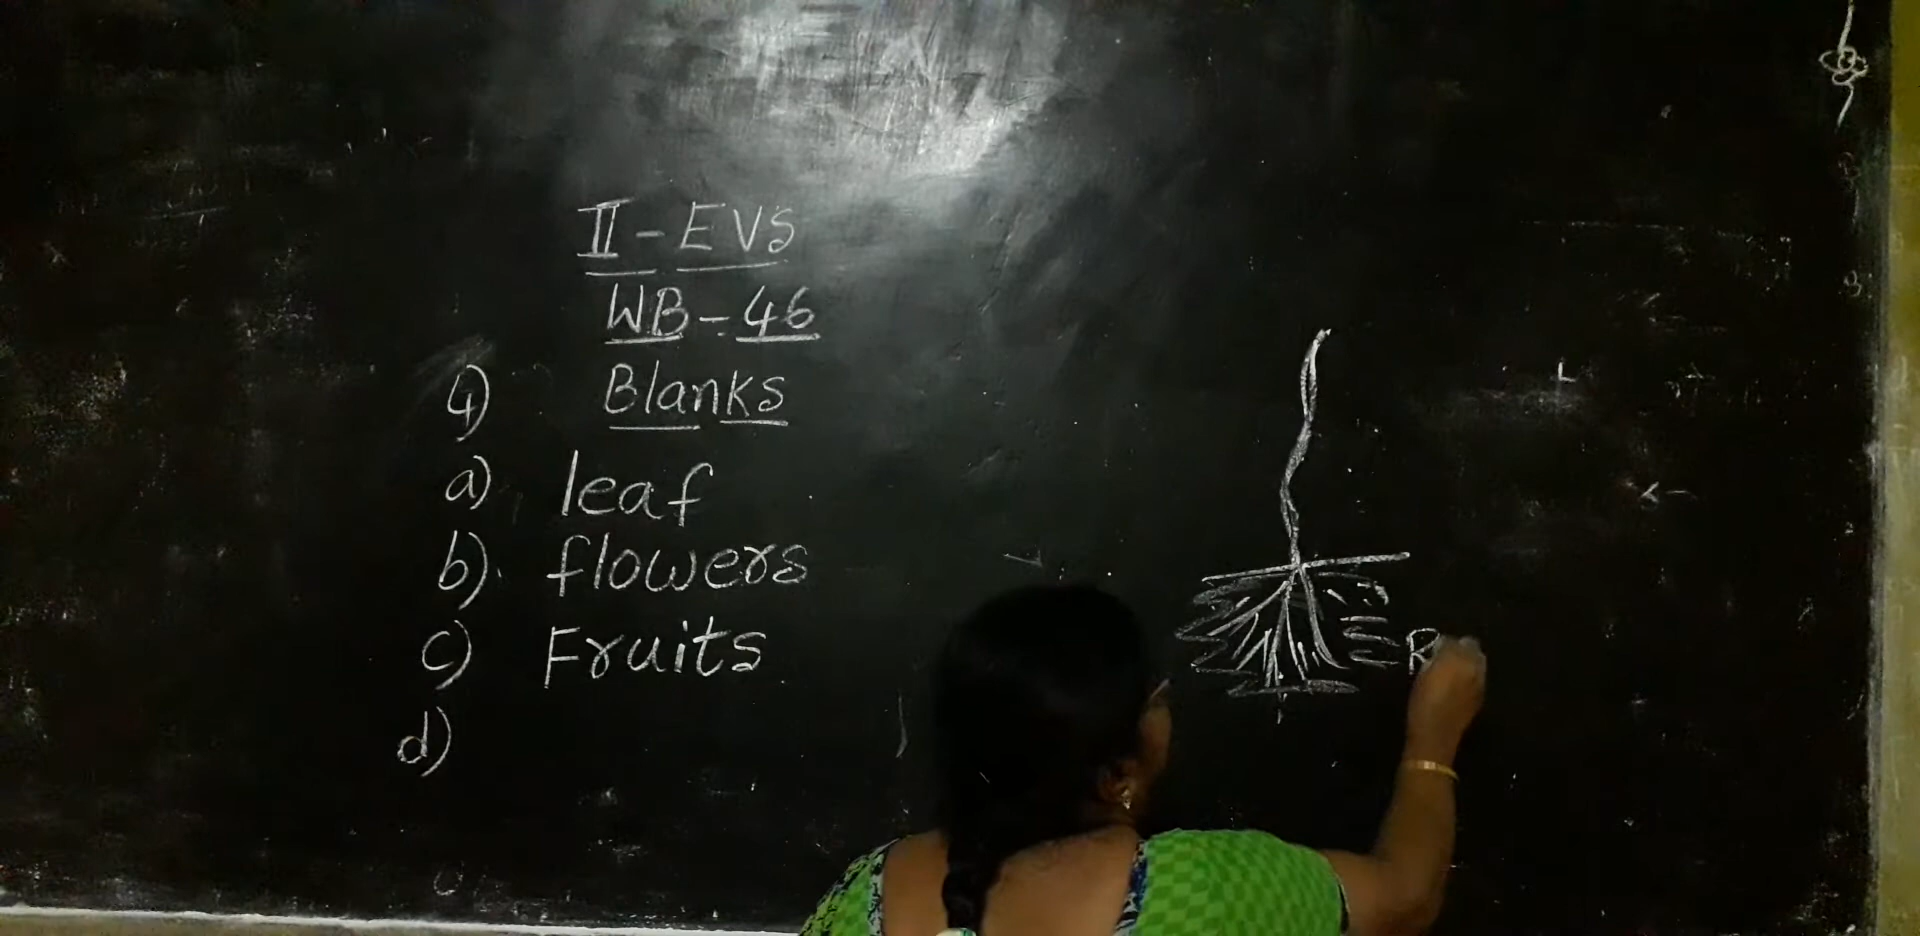 II - EVS
WB - 46
4) Blanks
a) leaf
b). flowers
c) Fruits
d)
R